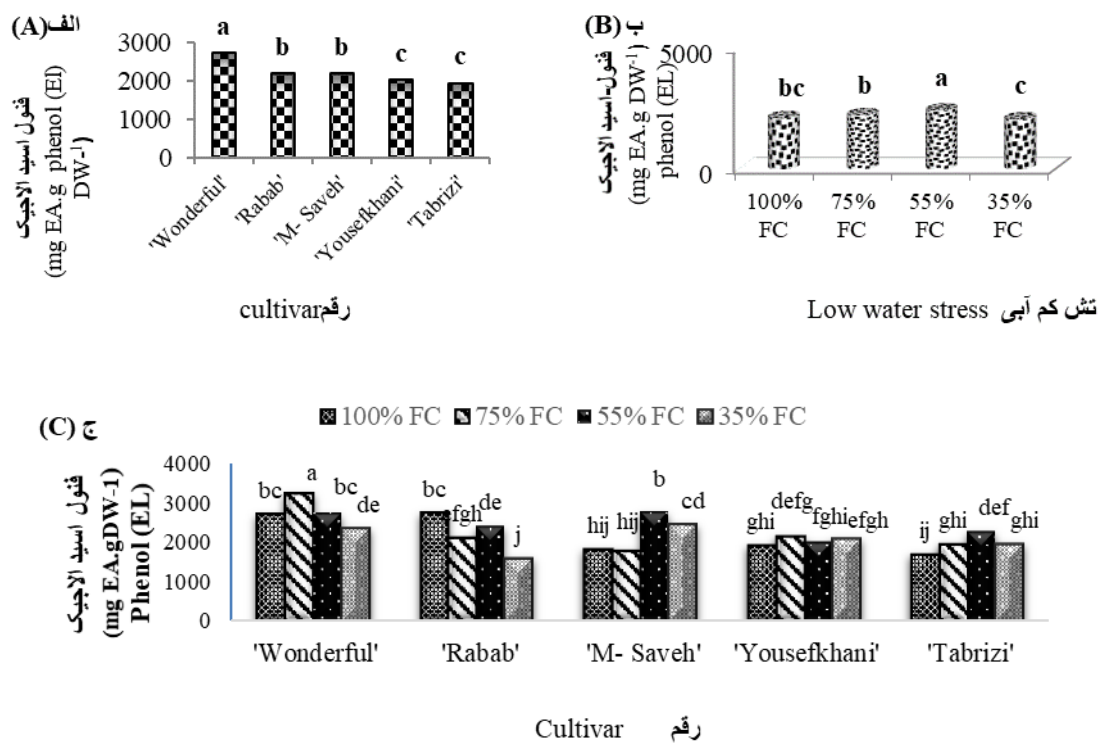 (A) الف
فنول اسید الاجیک
(mg EA.g phenol (El)
DW-1)
3000
2000
1000
0
a
b
b
c
c
'Wonderful'
'Rabab'
'M- Saveh'
'Yousefkhani'
'Tabrizi'
cultivar رقم
(B) ب
فنول-اسید الاجیک
(mg EA.g DW-1)
phenol (EL)
5000
0
bc
b
a
c
100% FC
75% FC
55% FC
35% FC
Low water stress تش کم آبی
(C) ج
100% FC 75% FC 55% FC 35% FC
فنول اسید الاجیک
(mg EA.gDW-1)
Phenol (EL)
4000
3000
2000
1000
0
bc a bc de
bc efgh de j
hij hij b cd
ghi defg fghi efgh
ij ghi def ghi
'Wonderful' 'Rabab' 'M- Saveh' 'Yousefkhani' 'Tabrizi'
Cultivar رقم